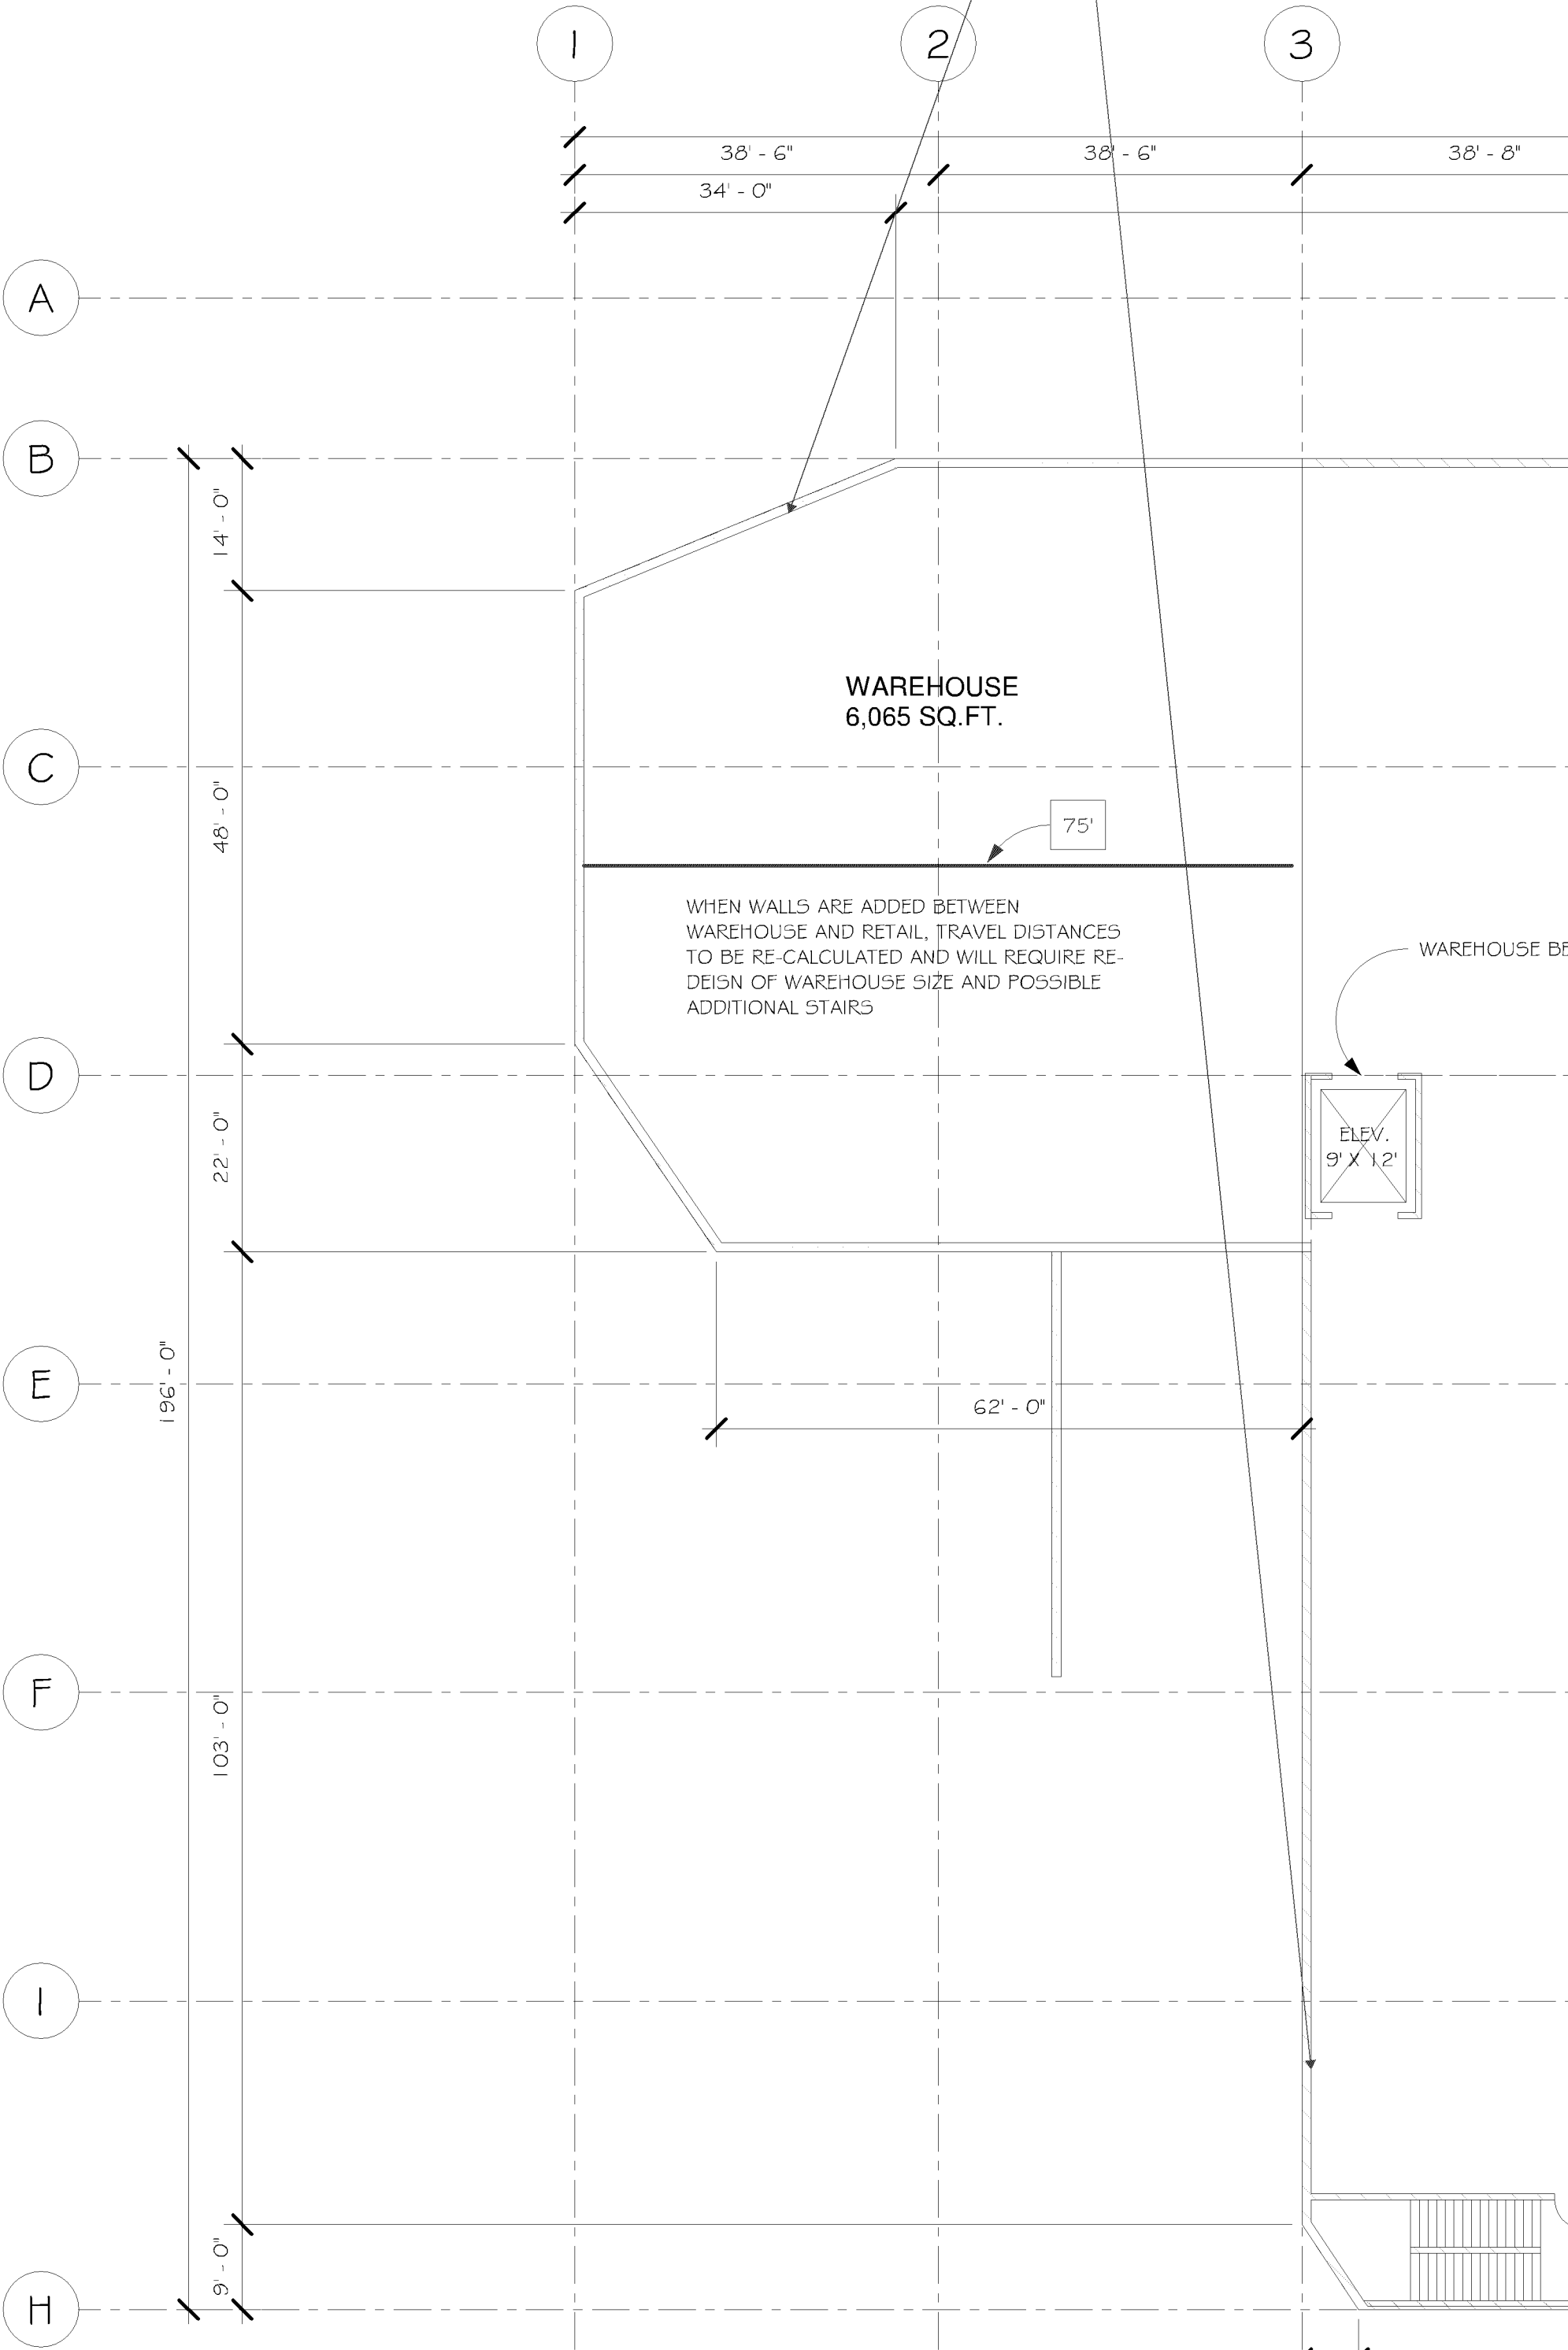 1
2
3
38' - 6"
38' - 6"
38' - 8"
34' - 0"
A
B
14' - 0"
WAREHOUSE
6,065 SQ.FT.
C
75'
48' - 0"
WHEN WALLS ARE ADDED BETWEEN
WAREHOUSE AND RETAIL, TRAVEL DISTANCES
TO BE RE-CALCULATED AND WILL REQUIRE RE-
DEISN OF WAREHOUSE SIZE AND POSSIBLE
ADDITIONAL STAIRS
WAREHOUSE BE
D
ELEV.
9' X 12'
22' - 0"
E
196' - 0"
62' - 0"
F
103' - 0"
I
9' - 0"
H